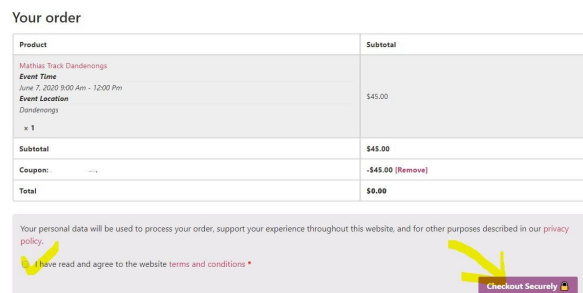 Your order
Product Subtotal
Mathias Track Dandenongs
Event Time
June 7, 2020 9:00 Am - 12:00 Pm
Event Location
Dandenongs
$45.00
× 1
Subtotal $45.00
Coupon: -$45.00 [Remove]
Total $0.00
Your personal data will be used to process your order, support your experience throughout this website, and for other purposes described in our privacy
policy.
I have read and agree to the website terms and conditions *
Checkout Securely